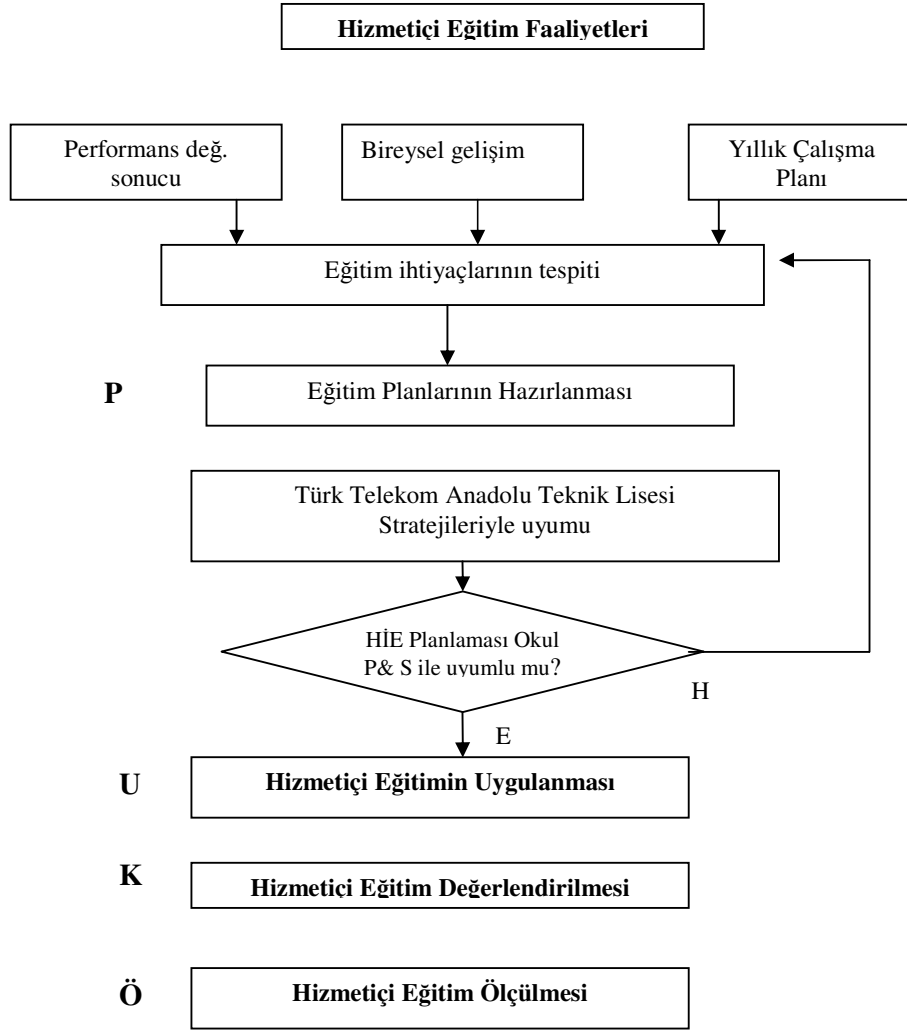 Hizmetiçi Eğitim Faaliyetleri
Performans değ.
sonucu
Bireysel gelişim
Yıllık Çalışma
Planı
Eğitim ihtiyaçlarının tespiti
P
Eğitim Planlarının Hazırlanması
Türk Telekom Anadolu Teknik Lisesi
Stratejileriyle uyumu
HİE Planlaması Okul
P& S ile uyumlu mu?
H
E
U
Hizmetiçi Eğitimin Uygulanması
K
Hizmetiçi Eğitim Değerlendirilmesi
Ö
Hizmetiçi Eğitim Ölçülmesi